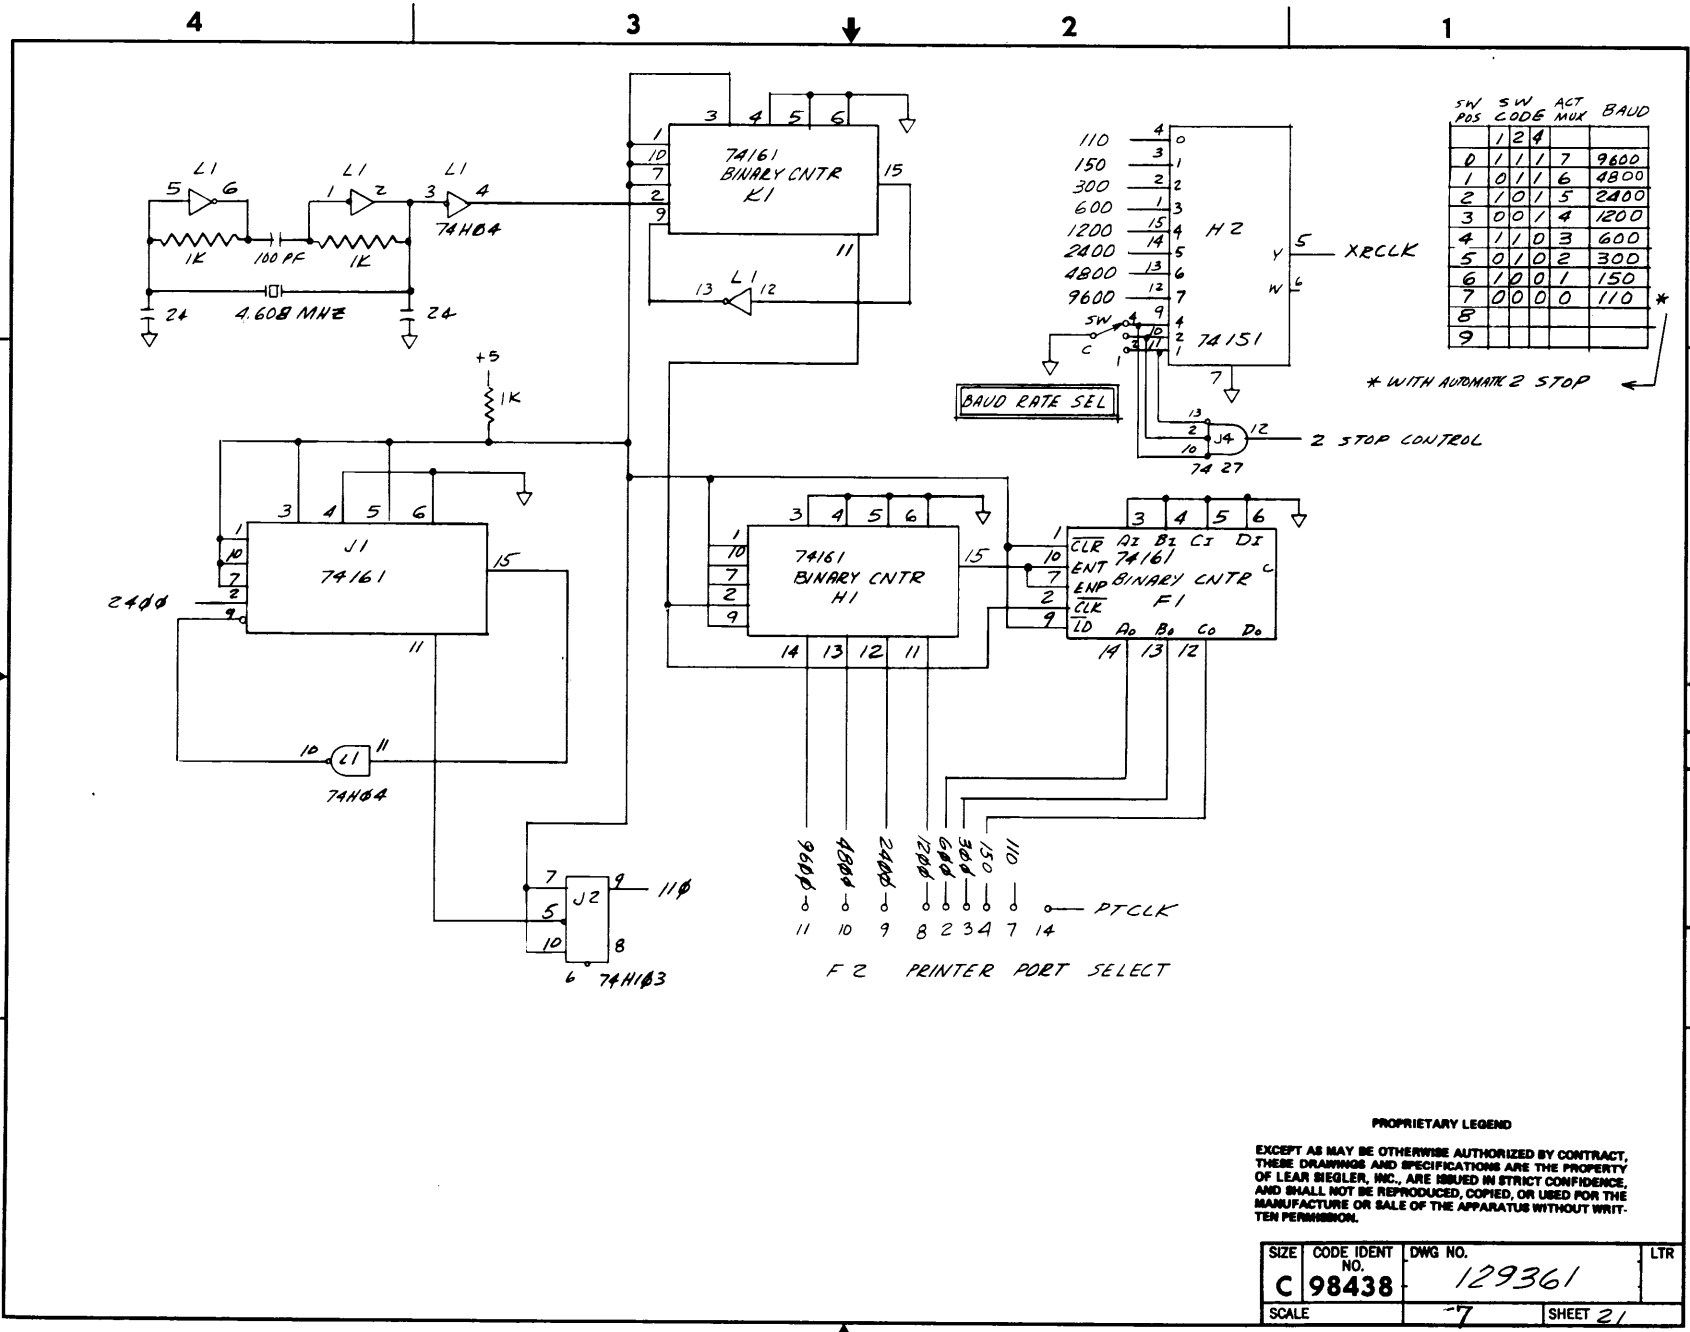 4 3 2 1
3 4 5 6
1
10
7
2
9
74161
BINARY CNTR
K1
15
11
L1
5 6
L1
1 2
L1
3 4
74H04
1K
100 PF
1K
24
4.608 MHZ
24
L1
13 12
+5
1K
110 4 0
150 3 1
300 2 2
600 1 3
1200 15 4
2400 14 5
4800 13 6
9600 12 7
SW 4 9 4
2 10 2
C 1 11 1
H2
74151
Y 5 XRCLK
W 6
7
BAUD RATE SEL
13
2
10
J4 12 2 STOP CONTROL
74 27
SW POS SW CODE ACT MUX BAUD
1 2 4
0 1 1 1 7 9600
1 0 1 1 6 4800
2 1 0 1 5 2400
3 0 0 1 4 1200
4 1 1 0 3 600
5 0 1 0 2 300
6 1 0 0 1 150
7 0 0 0 0 110 *
8
9
* WITH AUTOMATIC 2 STOP
3 4 5 6
1
10
7
2
9
2400
J1
74161
15
11
10 L1 11
74H04
7
5
10
J2
9 110
8
6 74H103
3 4 5 6
1
10
7
2
9
74161
BINARY CNTR
H1
15
14 13 12 11
3 4 5 6
1 CLR AI BI CI DI
10 ENT 74161
7 ENP BINARY CNTR C
2 CLK F1
9 LD A0 B0 C0 D0
14 13 12
9600 4800 2400 1200 600 300 150 110
PTCLK
11 10 9 8 2 3 4 7 14
F2 PRINTER PORT SELECT
PROPRIETARY LEGEND
EXCEPT AS MAY BE OTHERWISE AUTHORIZED BY CONTRACT,
THESE DRAWINGS AND SPECIFICATIONS ARE THE PROPERTY
OF LEAR SIEGLER, INC., ARE ISSUED IN STRICT CONFIDENCE,
AND SHALL NOT BE REPRODUCED, COPIED, OR USED FOR THE
MANUFACTURE OR SALE OF THE APPARATUS WITHOUT WRIT-
TEN PERMISSION.
SIZE CODE IDENT NO. DWG NO. LTR
C 98438 129361
SCALE -7 SHEET 21